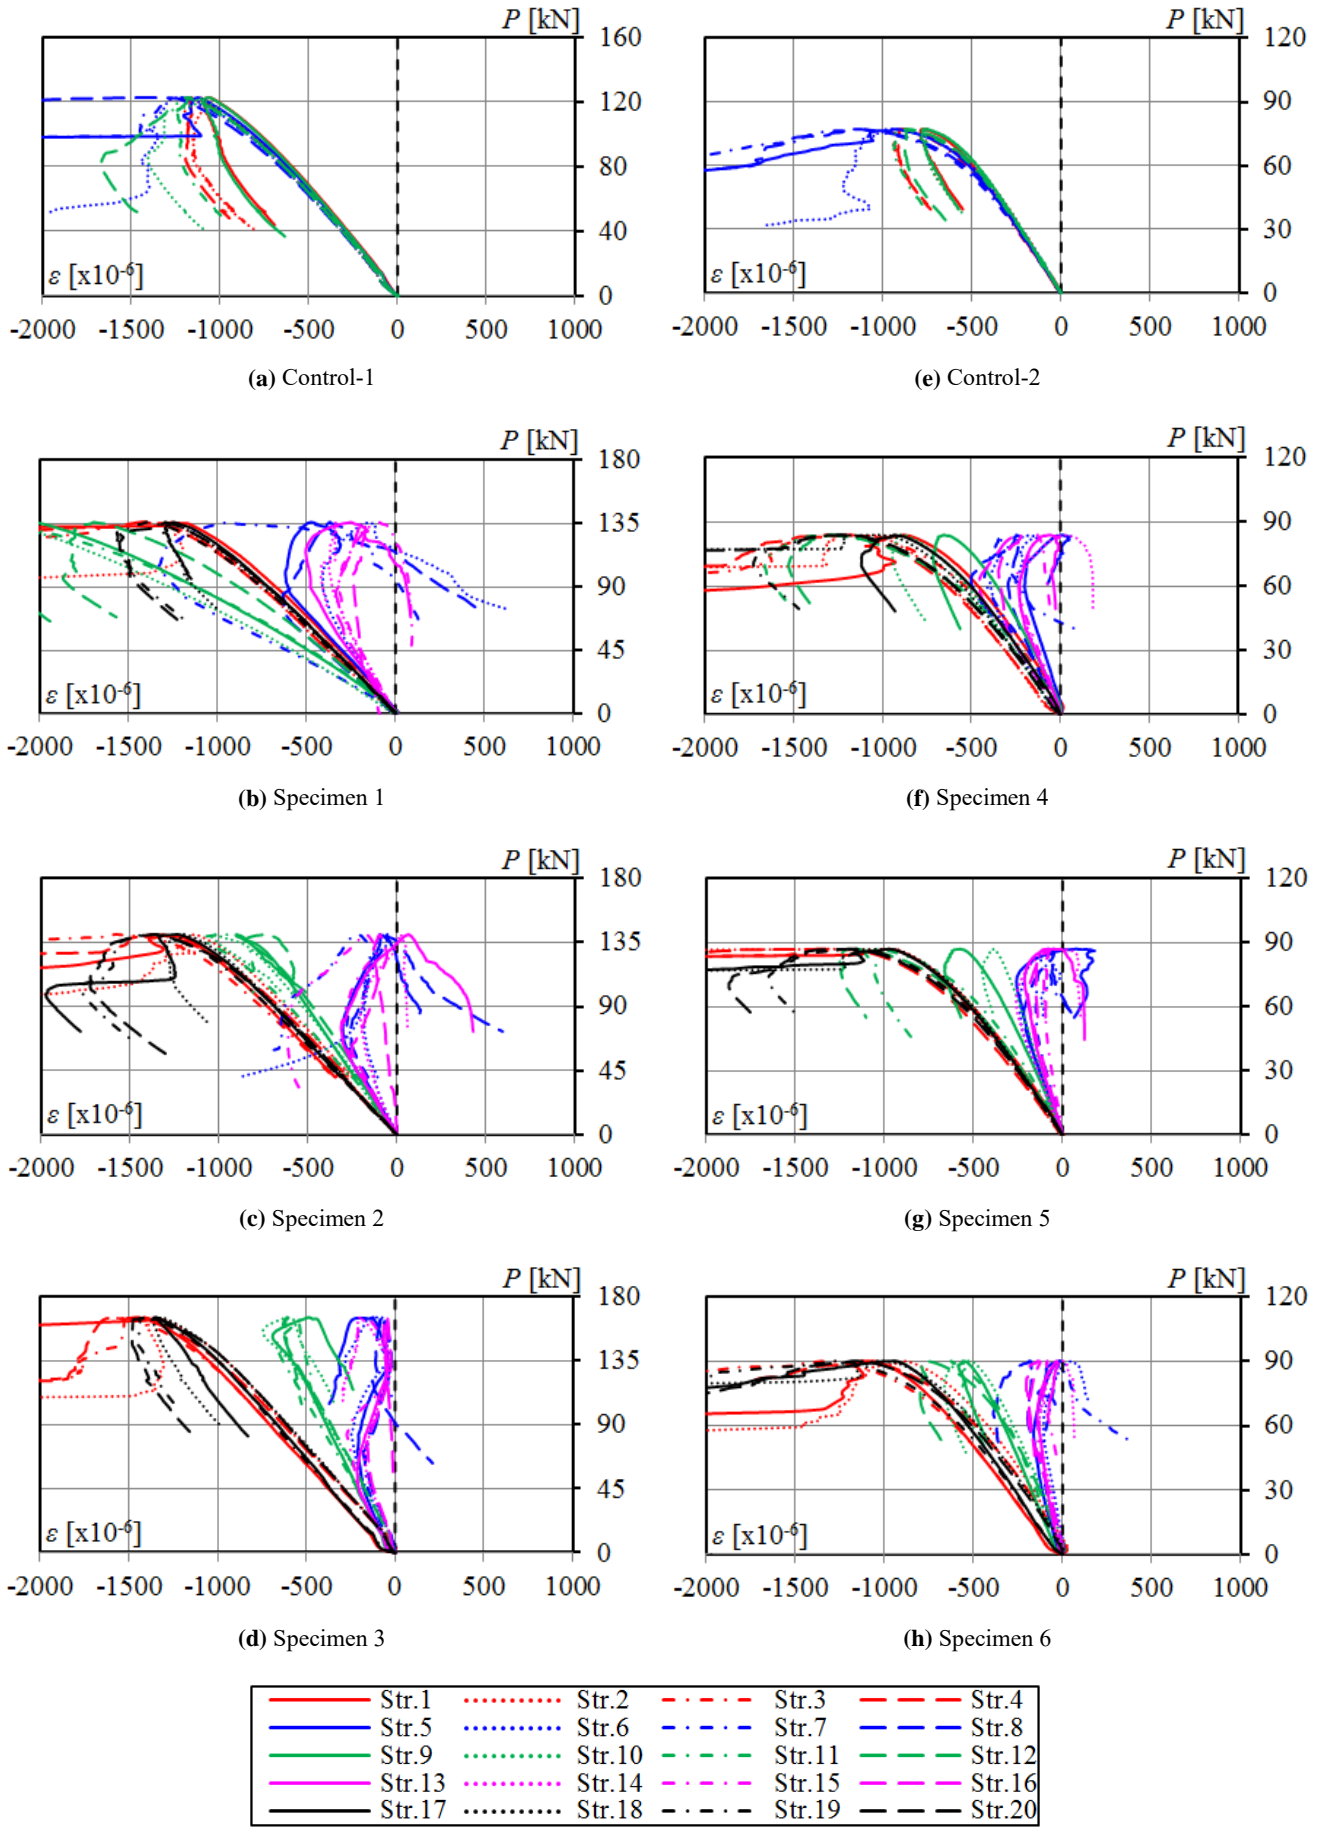 P [kN]
160
120
80
40
0
ε [x10-6]
-2000 -1500 -1000 -500 0 500 1000
(a) Control-1
P [kN]
120
90
60
30
0
ε [x10-6]
-2000 -1500 -1000 -500 0 500 1000
(e) Control-2
P [kN]
180
135
90
45
0
ε [x10-6]
-2000 -1500 -1000 -500 0 500 1000
(b) Specimen 1
P [kN]
120
90
60
30
0
ε [x10-6]
-2000 -1500 -1000 -500 0 500 1000
(f) Specimen 4
P [kN]
180
135
90
45
0
ε [x10-6]
-2000 -1500 -1000 -500 0 500 1000
(c) Specimen 2
P [kN]
120
90
60
30
0
ε [x10-6]
-2000 -1500 -1000 -500 0 500 1000
(g) Specimen 5
P [kN]
180
135
90
45
0
ε [x10-6]
-2000 -1500 -1000 -500 0 500 1000
(d) Specimen 3
P [kN]
120
90
60
30
0
ε [x10-6]
-2000 -1500 -1000 -500 0 500 1000
(h) Specimen 6
Str.1 Str.2 Str.3 Str.4
Str.5 Str.6 Str.7 Str.8
Str.9 Str.10 Str.11 Str.12
Str.13 Str.14 Str.15 Str.16
Str.17 Str.18 Str.19 Str.20